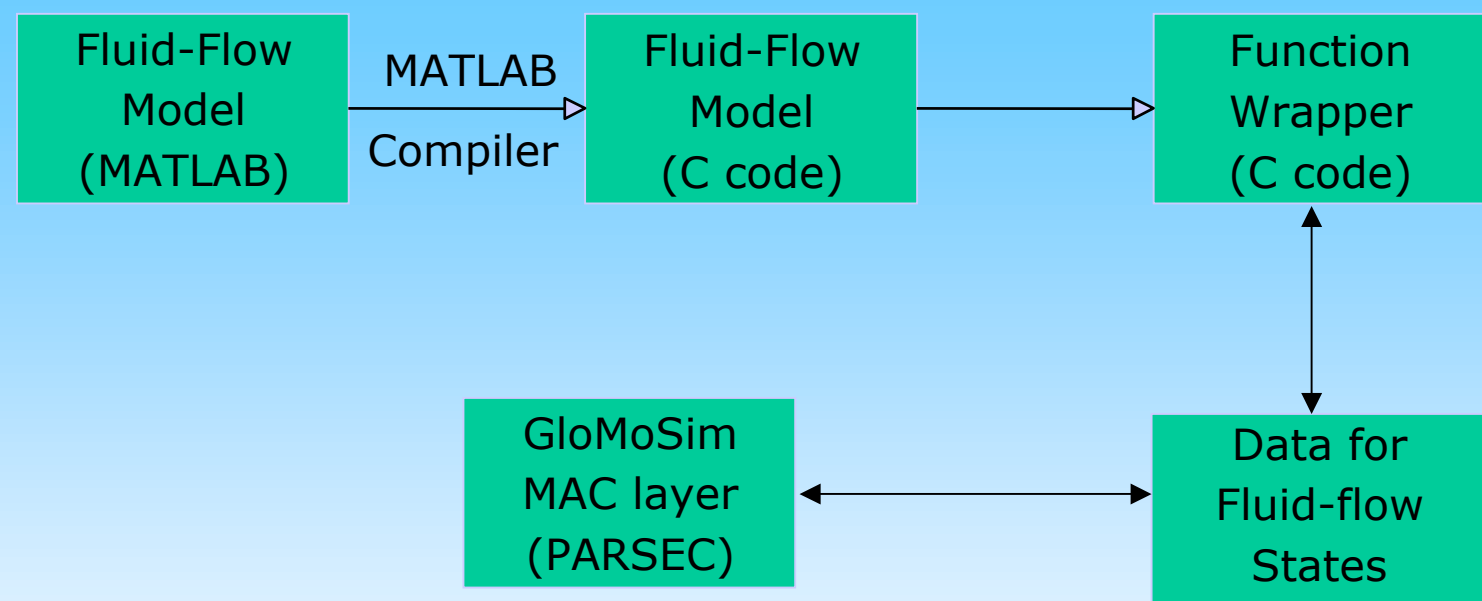 Fluid-Flow
Model
(MATLAB)
MATLAB
Compiler
Fluid-Flow
Model
(C code)
Function
Wrapper
(C code)
GloMoSim
MAC layer
(PARSEC)
Data for
Fluid-flow
States